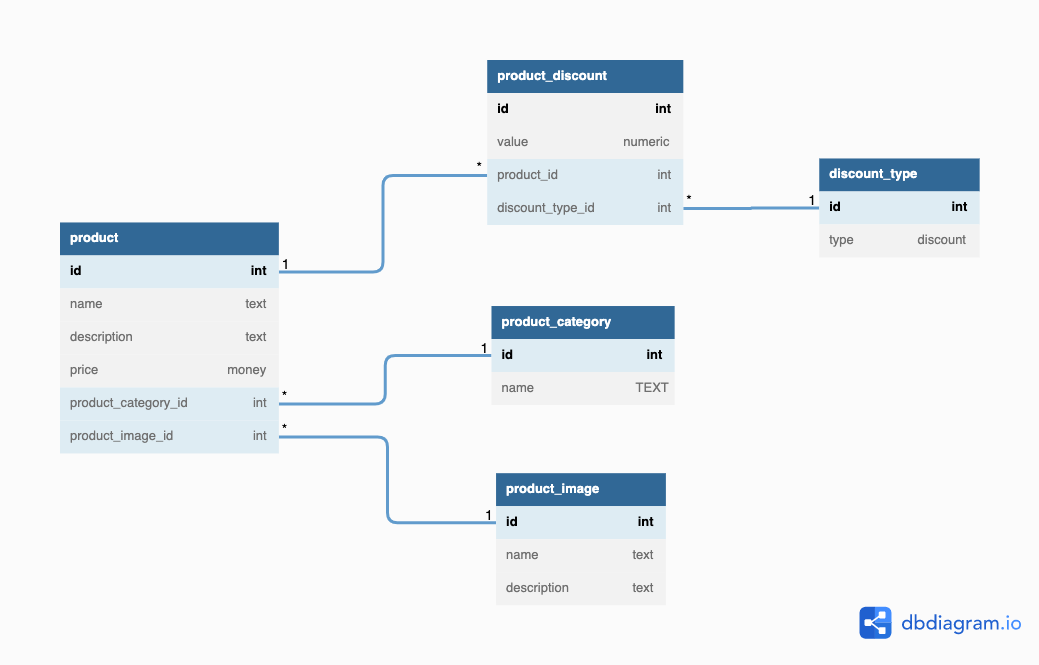 product_discount
id int
value numeric
* product_id int
discount_type_id int *
discount_type
1 id int
type discount
product
id int 1
name text
description text
price money
product_category_id int *
product_image_id int *
product_category
1 id int
name TEXT
product_image
1 id int
name text
description text
dbdiagram.io